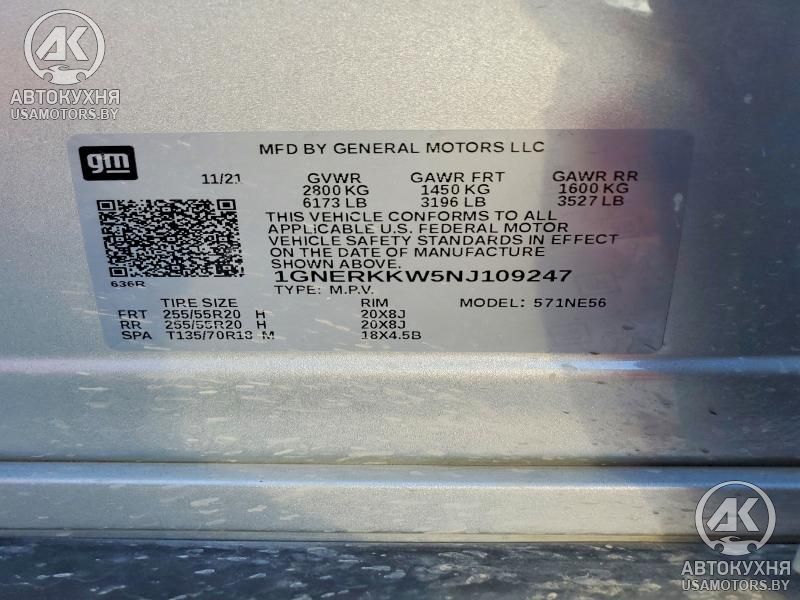 AK
АВТОКУХНЯ
USAMOTORS.BY
gm
MFD BY GENERAL MOTORS LLC
11/21 GVWR GAWR FRT GAWR RR
2800 KG 1450 KG 1600 KG
6173 LB 3196 LB 3527 LB
THIS VEHICLE CONFORMS TO ALL
APPLICABLE U.S. FEDERAL MOTOR
VEHICLE SAFETY STANDARDS IN EFFECT
ON THE DATE OF MANUFACTURE
SHOWN ABOVE.
1GNERKKW5NJ109247
636R
TYPE: M.P.V. MODEL: 571NE56
TIRE SIZE RIM
FRT 255/55R20 H 20X8J
RR 255/55R20 H 20X8J
SPA T135/70R18 M 18X4.5B
AK
АВТОКУХНЯ
USAMOTORS.BY